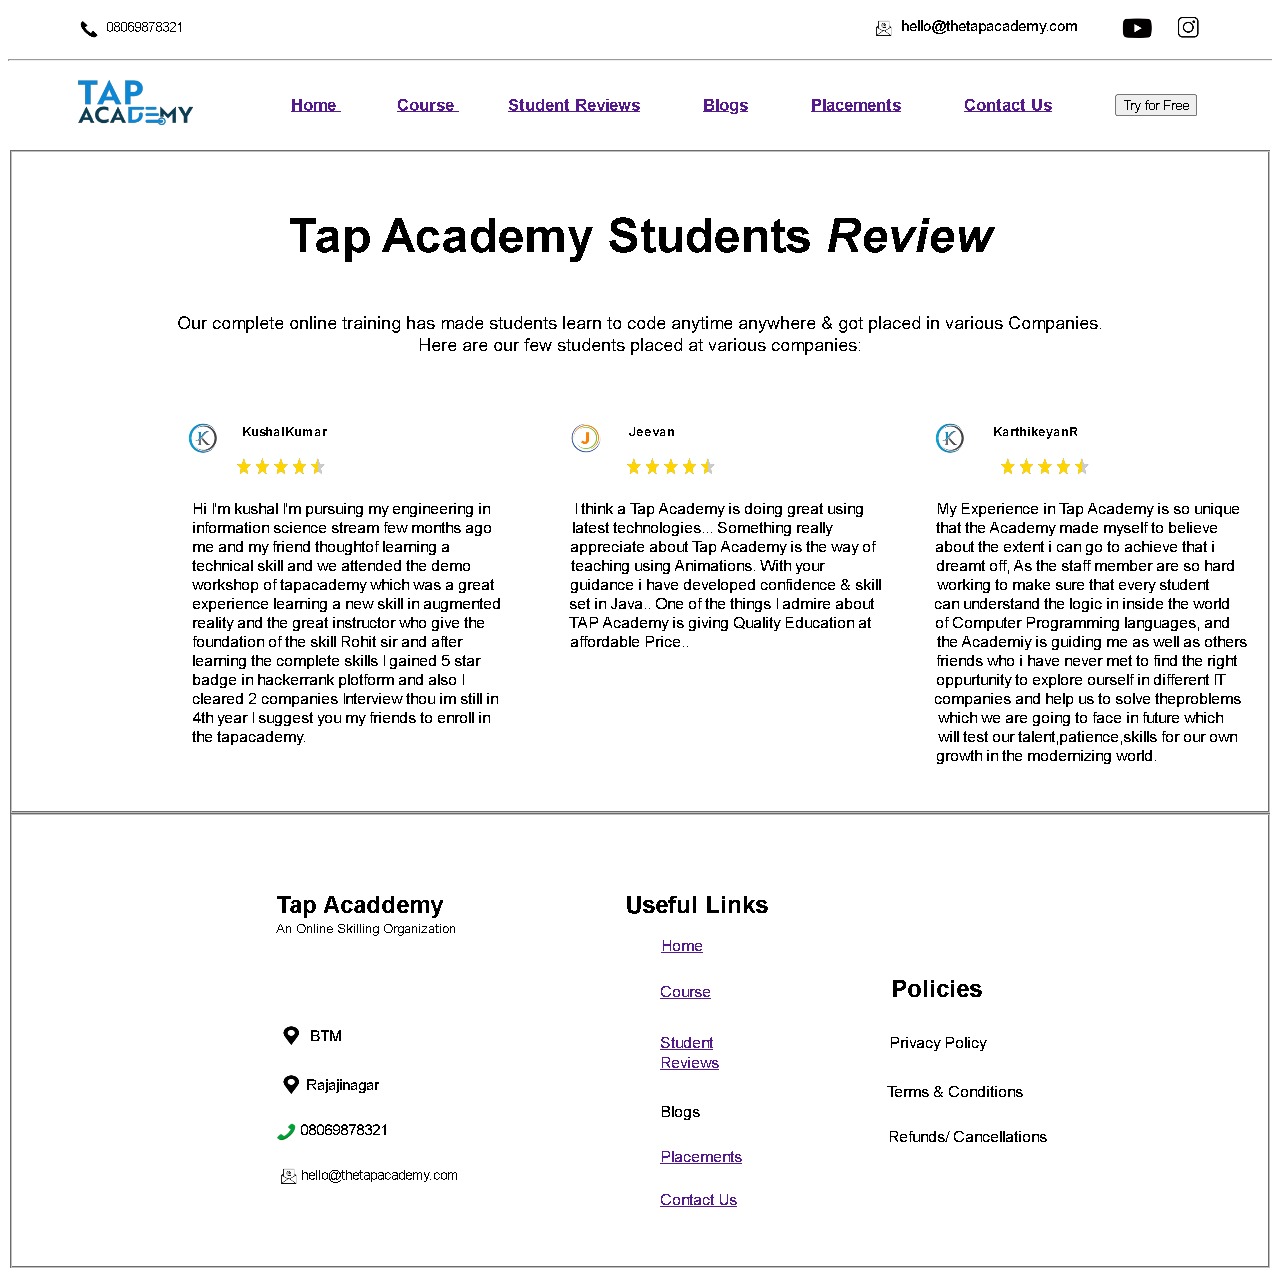 08069878321
hello@thetapacademy.com
TAP
ACADEMY
Home
Course
Student Reviews
Blogs
Placements
Contact Us
Try for Free
Tap Academy Students Review
Our complete online training has made students learn to code anytime anywhere & got placed in various Companies.
Here are our few students placed at various companies:
K
KushalKumar
Hi I'm kushal I'm pursuing my engineering in
information science stream few months ago
me and my friend thoughtof learning a
technical skill and we attended the demo
workshop of tapacademy which was a great
experience learning a new skill in augmented
reality and the great instructor who give the
foundation of the skill Rohit sir and after
learning the complete skills I gained 5 star
badge in hackerrank plotform and also I
cleared 2 companies Interview thou im still in
4th year I suggest you my friends to enroll in
the tapacademy.
J
Jeevan
I think a Tap Academy is doing great using
latest technologies... Something really
appreciate about Tap Academy is the way of
teaching using Animations. With your
guidance i have developed confidence & skill
set in Java.. One of the things I admire about
TAP Academy is giving Quality Education at
affordable Price..
K
KarthikeyanR
My Experience in Tap Academy is so unique
that the Academy made myself to believe
about the extent i can go to achieve that i
dreamt off, As the staff member are so hard
working to make sure that every student
can understand the logic in inside the world
of Computer Programming languages, and
the Academiy is guiding me as well as others
friends who i have never met to find the right
oppurtunity to explore ourself in different IT
companies and help us to solve theproblems
which we are going to face in future which
will test our talent,patience,skills for our own
growth in the modernizing world.
Tap Acaddemy
An Online Skilling Organization
BTM
Rajajinagar
08069878321
hello@thetapacademy.com
Useful Links
Home
Course
Student
Reviews
Blogs
Placements
Contact Us
Policies
Privacy Policy
Terms & Conditions
Refunds/ Cancellations